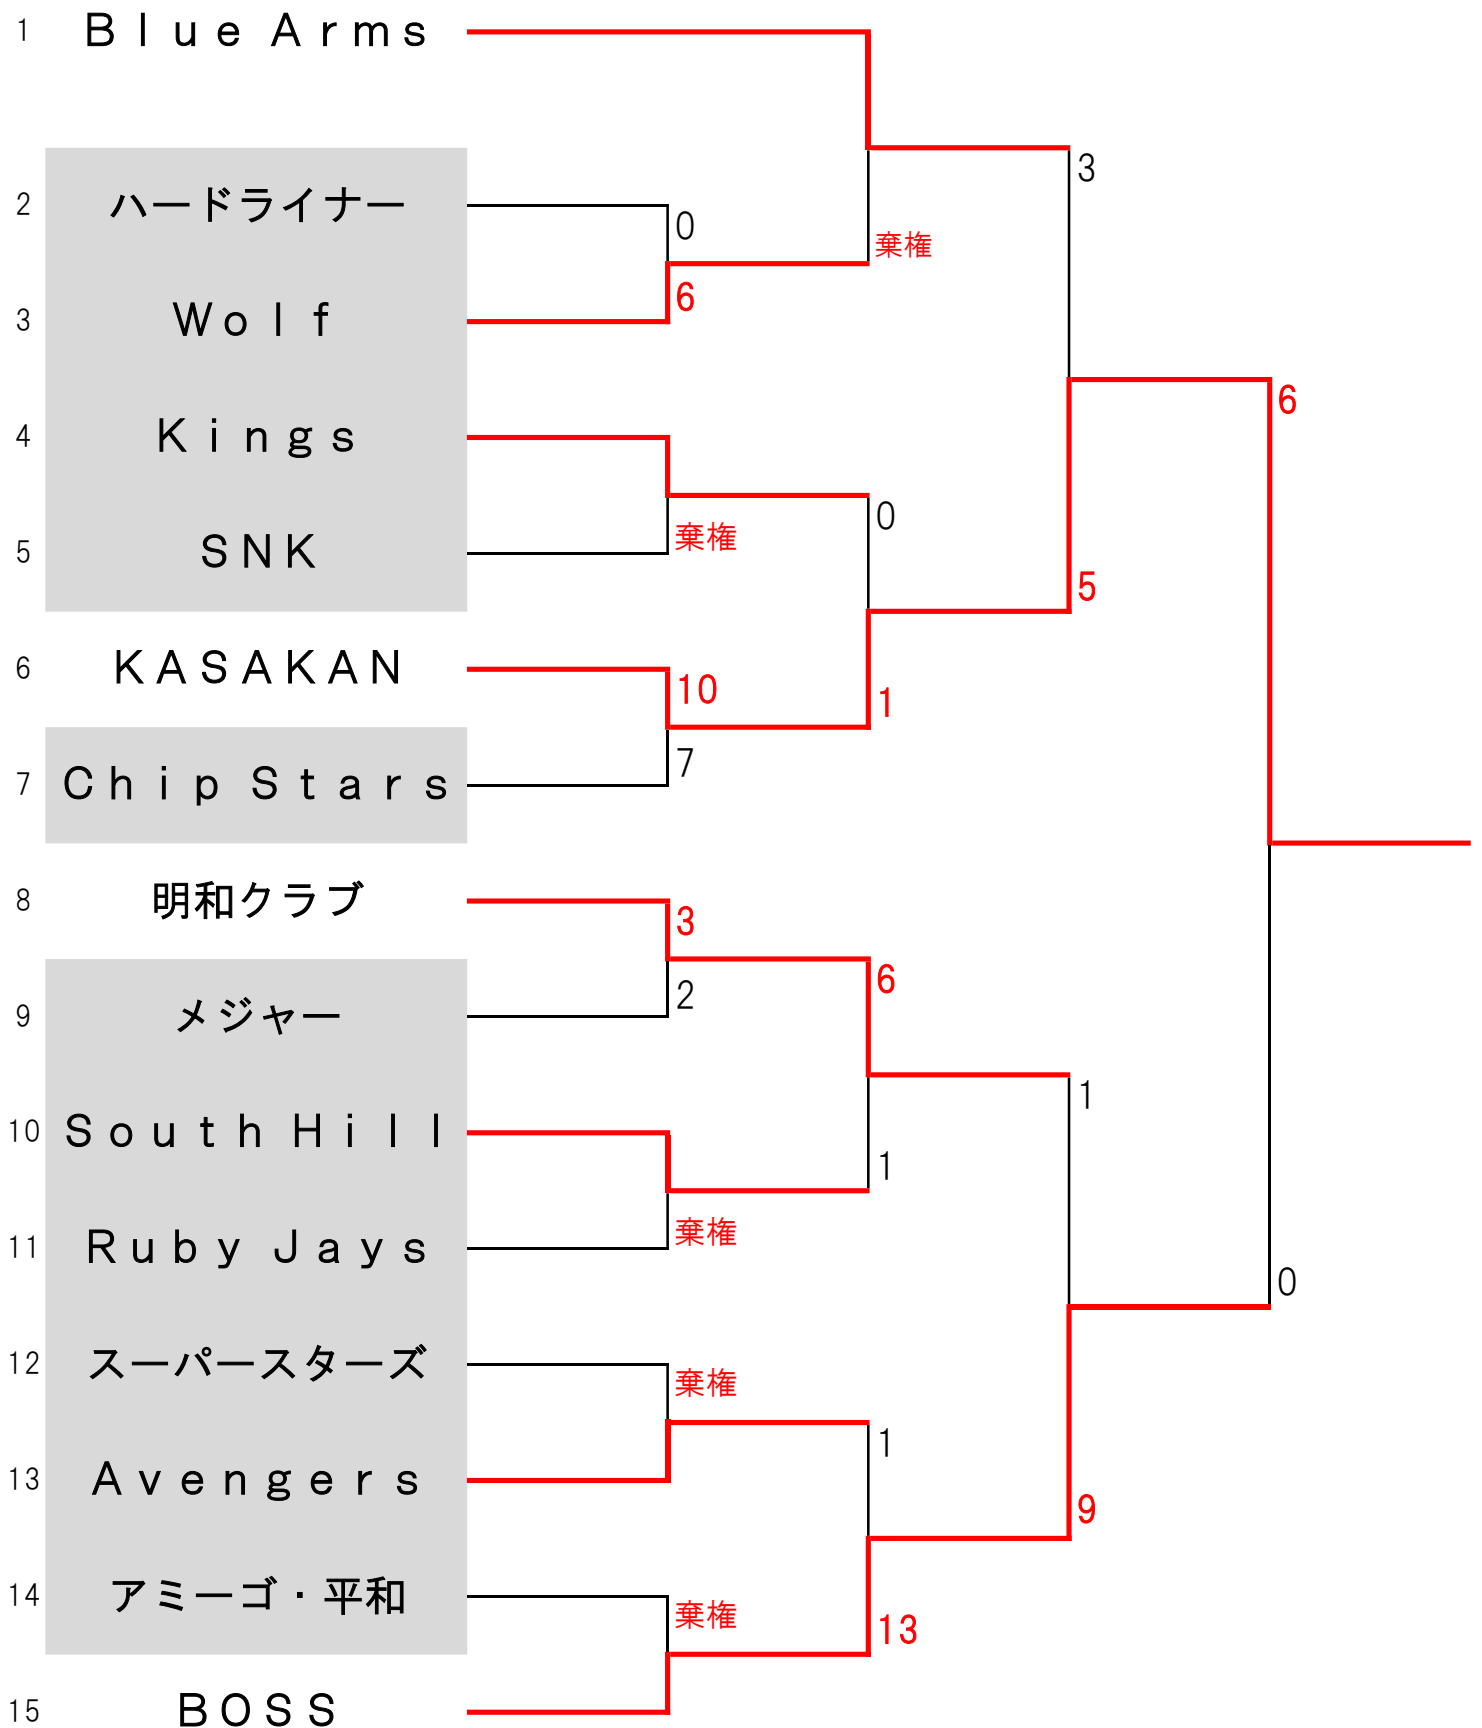 1 Blue Arms
3
2 ハードライナー
0
棄権
3 Wolf
6
6
4 Kings
0
5 SNK
棄権
5
6 KASAKAN
10
1
7 Chip Stars
7
8 明和クラブ
3
6
9 メジャー
2
1
10 South Hill
1
11 Ruby Jays
棄権
0
12 スーパースターズ
棄権
1
13 Avengers
9
14 アミーゴ・平和
棄権
13
15 BOSS